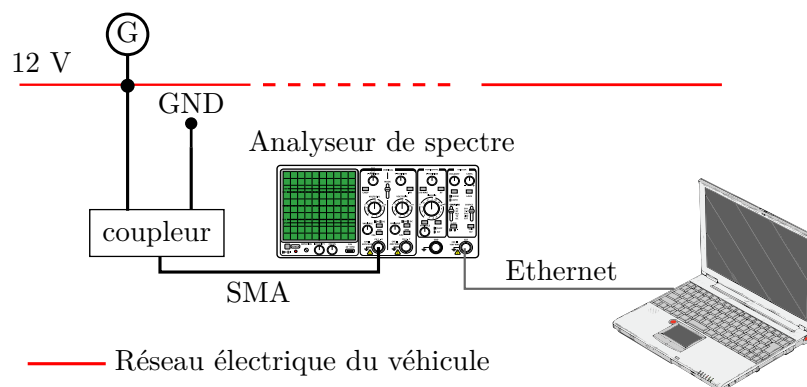 G
12 V
GND
Analyseur de spectre
coupleur
Ethernet
SMA
Réseau électrique du véhicule